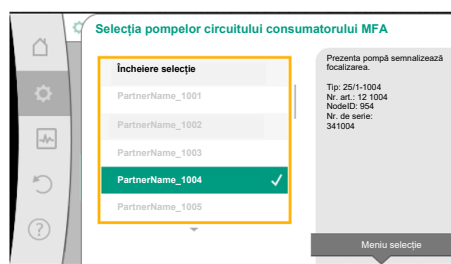 Selecția pompelor circuitului consumatorului MFA
Încheiere selecție
PartnerName_1001
PartnerName_1002
PartnerName_1003
PartnerName_1004
PartnerName_1005
Prezenta pompă semnalizează
focalizarea.
Tip: 25/1-1004
Nr. art.: 12 1004
NodeID: 954
Nr. de serie:
341004
Meniu selecție